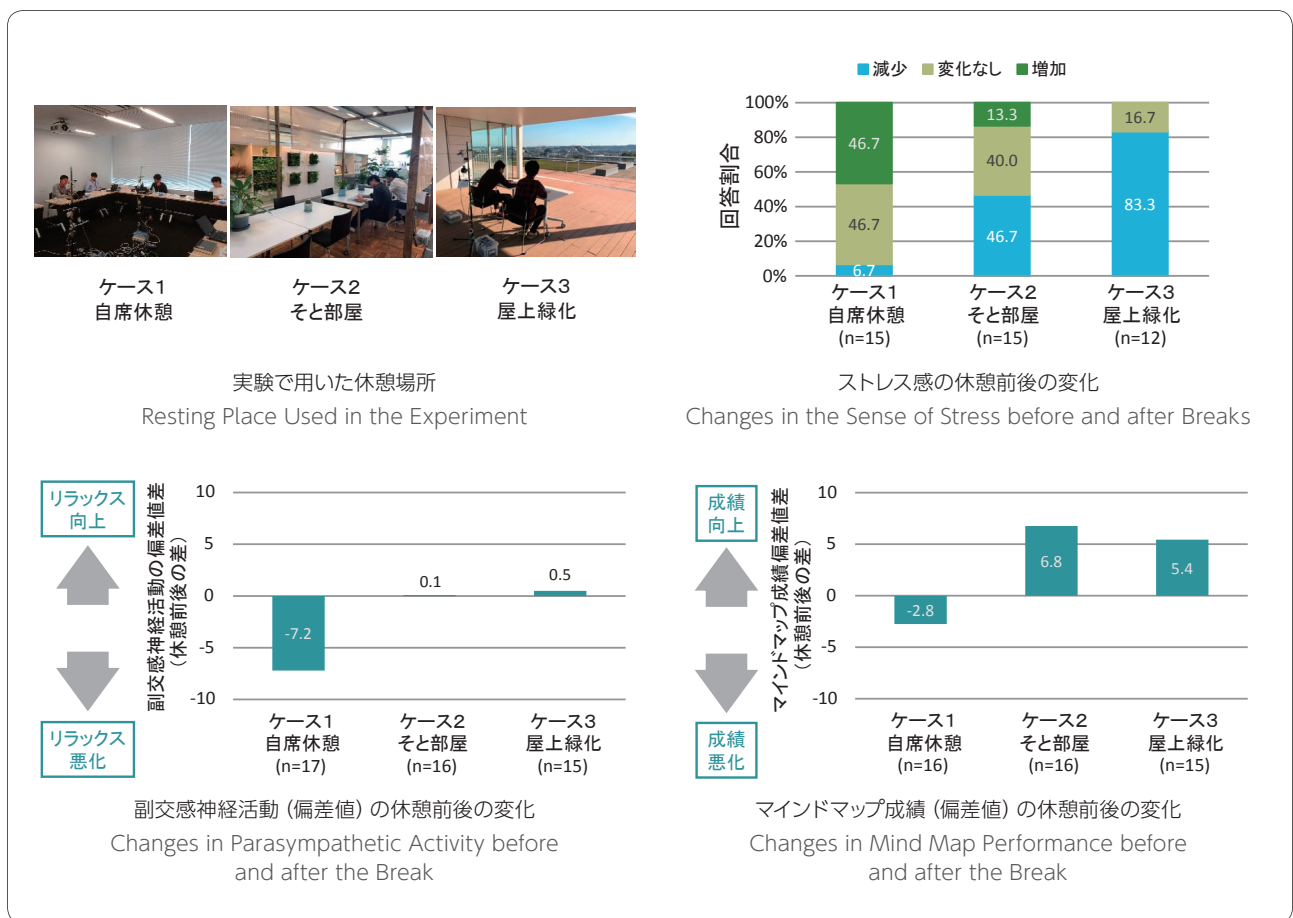 ケース1
自席休憩
ケース2
そと部屋
ケース3
屋上緑化
実験で用いた休憩場所
Resting Place Used in the Experiment
減少 変化なし 増加
回答割合
100%
80%
60%
40%
20%
0%
46.7
46.7
6.7
13.3
40.0
46.7
16.7
83.3
ケース1
自席休憩
(n=15)
ケース2
そと部屋
(n=15)
ケース3
屋上緑化
(n=12)
ストレス感の休憩前後の変化
Changes in the Sense of Stress before and after Breaks
リラックス
向上
リラックス
悪化
副交感神経活動の偏差値差
(休憩前後の差)
10
5
0
-5
-10
-7.2
0.1
0.5
ケース1
自席休憩
(n=17)
ケース2
そと部屋
(n=16)
ケース3
屋上緑化
(n=15)
副交感神経活動(偏差値)の休憩前後の変化
Changes in Parasympathetic Activity before
and after the Break
成績
向上
成績
悪化
マインドマップ成績偏差値差
(休憩前後の差)
10
5
0
-5
-10
-2.8
6.8
5.4
ケース1
自席休憩
(n=16)
ケース2
そと部屋
(n=16)
ケース3
屋上緑化
(n=15)
マインドマップ成績(偏差値)の休憩前後の変化
Changes in Mind Map Performance before
and after the Break